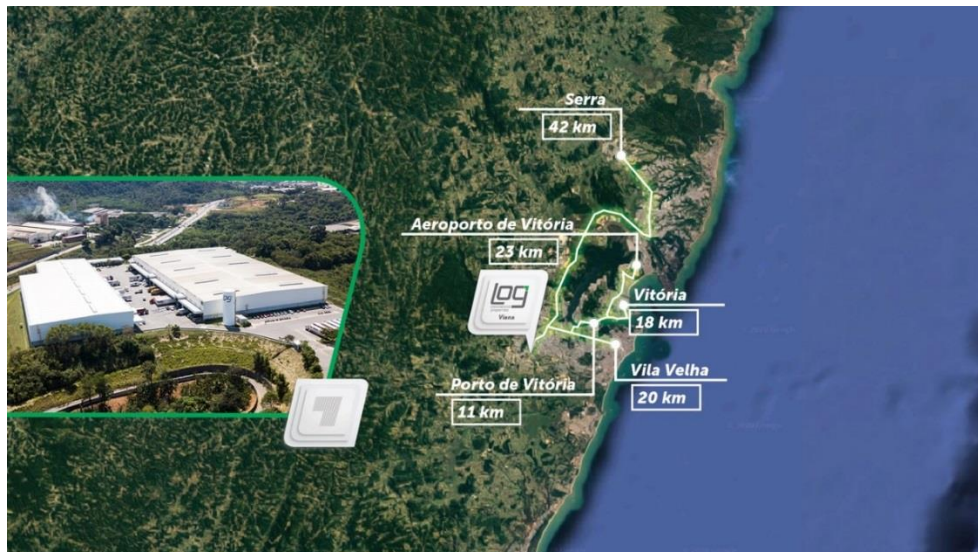 Serra
42 km
Aeroporto de Vitória
23 km
Log
Viana
Vitória
18 km
Porto de Vitória
11 km
Vila Velha
20 km